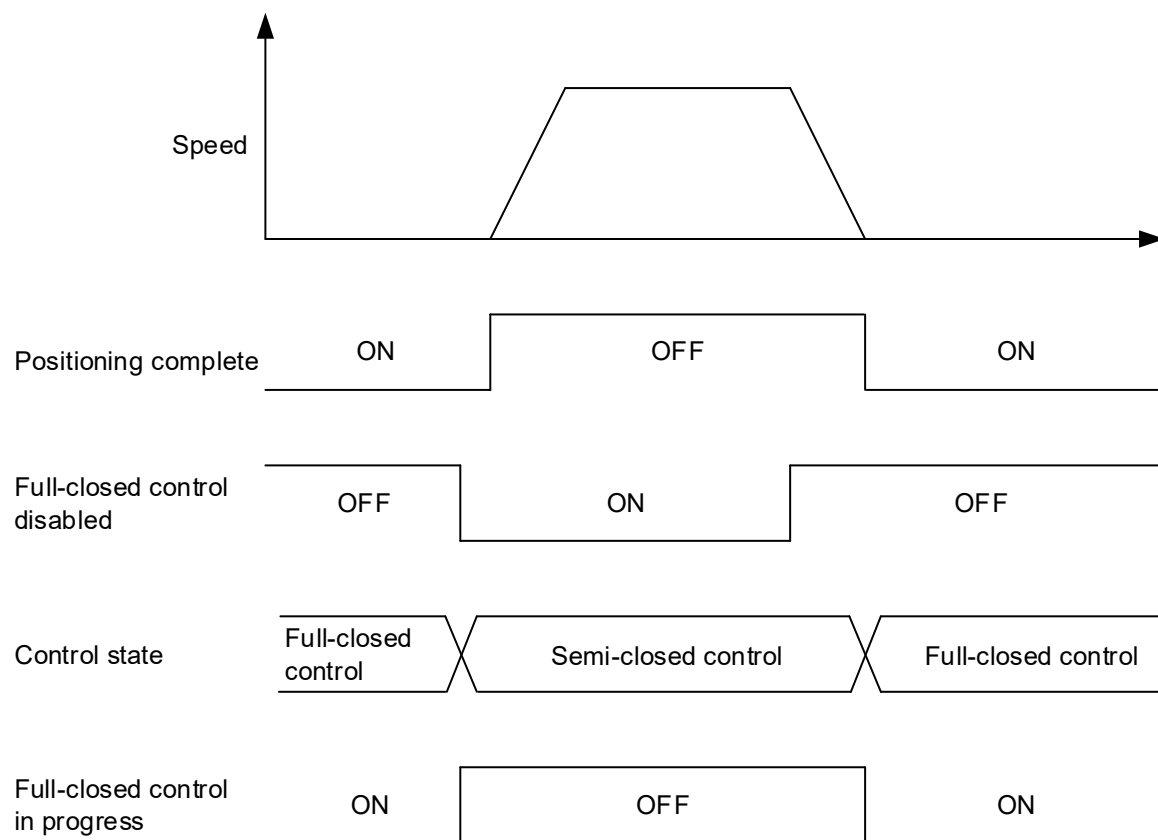 Speed
Positioning complete
ON
OFF
ON
Full-closed control
disabled
OFF
ON
OFF
Control state
Full-closed
control
Semi-closed control
Full-closed control
Full-closed control
in progress
ON
OFF
ON